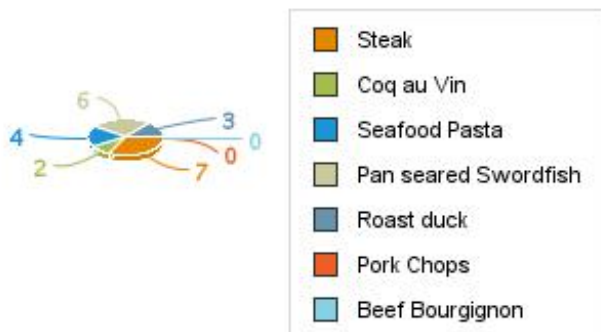 6
3
0
4
0
2
7
Steak
Coq au Vin
Seafood Pasta
Pan seared Swordfish
Roast duck
Pork Chops
Beef Bourgignon